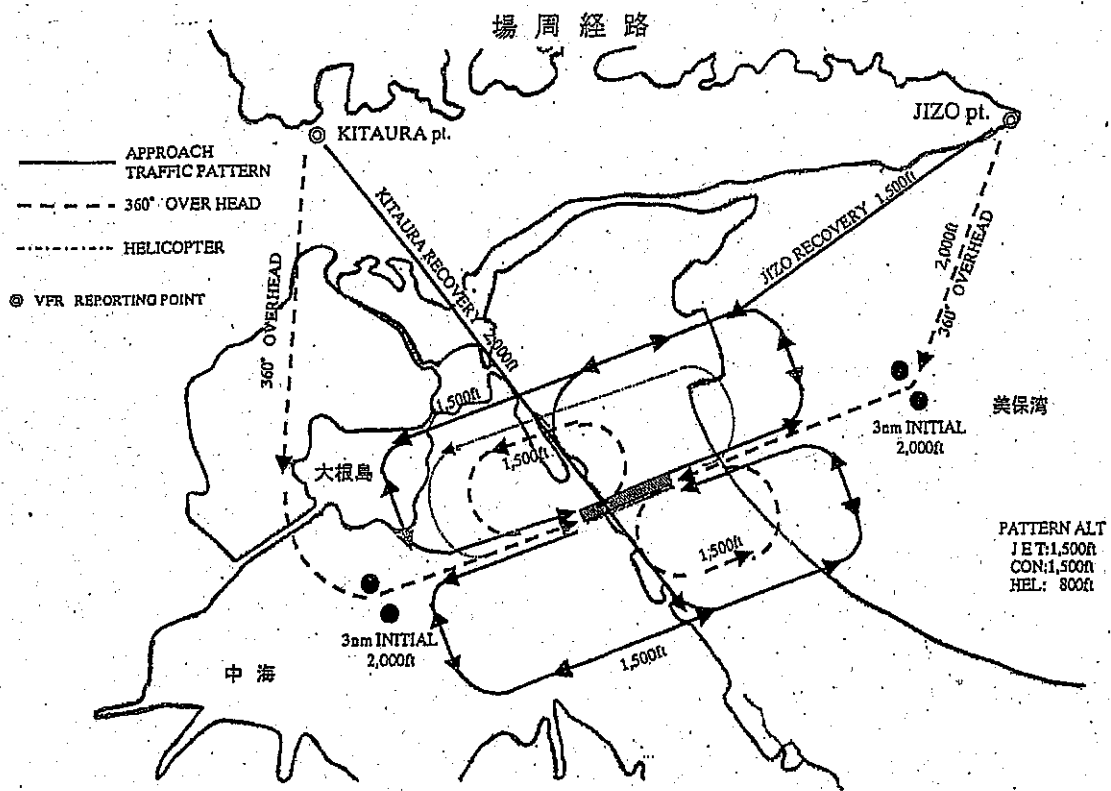 場周経路
KITAURA pt.
JIZO pt.
APPROACH
TRAFFIC PATTERN
360° OVER HEAD
HELICOPTER
VFR REPORTING POINT
KITAURA RECOVERY 2,000ft
JIZO RECOVERY 1,500ft
2,000ft
360° OVERHEAD
360° OVERHEAD
1,500ft
1,500ft
大根島
美保湾
3nm INITIAL
2,000ft
1,500ft
PATTERN ALT
JET:1,500ft
CON:1,500ft
HEL: 800ft
3nm INITIAL
2,000ft
1,500ft
中海